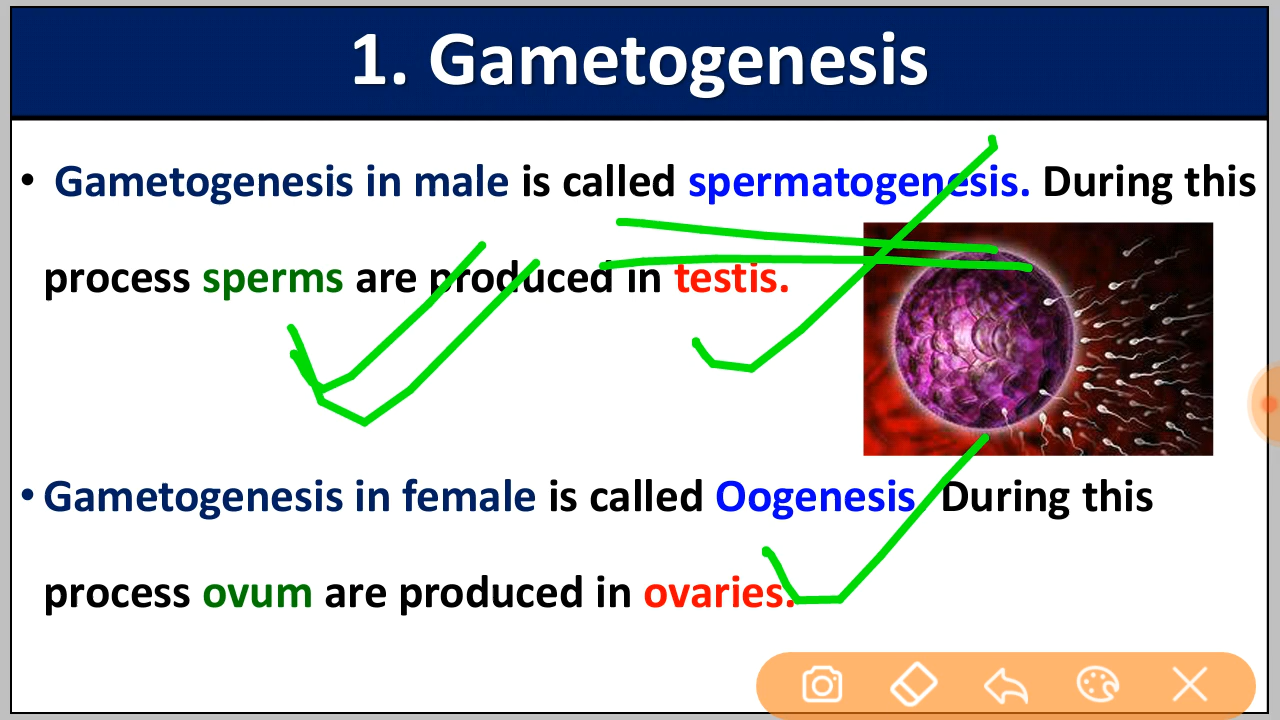 1. Gametogenesis
• Gametogenesis in male is called spermatogenesis. During this
process sperms are produced in testis.
• Gametogenesis in female is called Oogenesis. During this
process ovum are produced in ovaries.